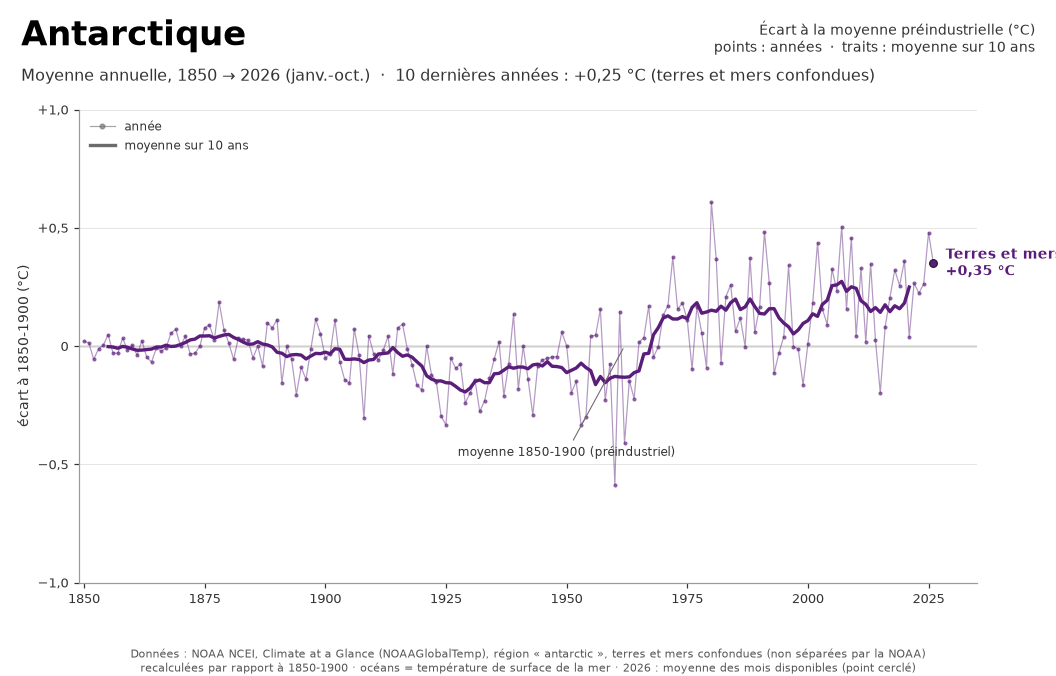 Antarctique
Écart à la moyenne préindustrielle (°C)
points : années · traits : moyenne sur 10 ans
Moyenne annuelle, 1850 → 2026 (janv.-oct.) · 10 dernières années : +0,25 °C (terres et mers confondues)
+1,0
année
moyenne sur 10 ans
+0,5
Terres et mers
+0,35 °C
écart à 1850-1900 (°C)
0
moyenne 1850-1900 (préindustriel)
−0,5
−1,0
1850 1875 1900 1925 1950 1975 2000 2025
Données : NOAA NCEI, Climate at a Glance (NOAAGlobalTemp), région « antarctic », terres et mers confondues (non séparées par la NOAA)
recalculées par rapport à 1850-1900 · océans = température de surface de la mer · 2026 : moyenne des mois disponibles (point cerclé)